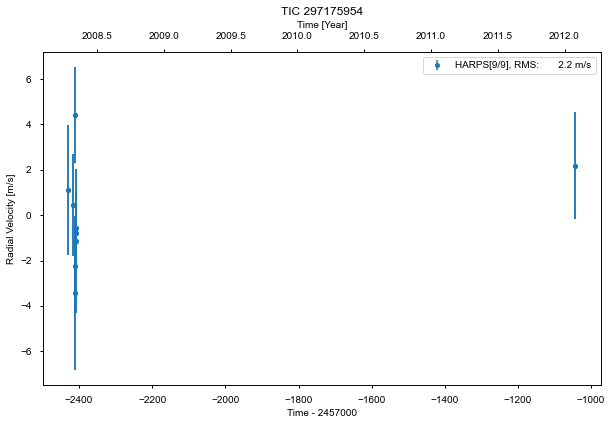 TIC 297175954
Time [Year]
2008.5 2009.0 2009.5 2010.0 2010.5 2011.0 2011.5 2012.0
HARPS[9/9], RMS: 2.2 m/s
6
4
2
0
−2
−4
−6
Radial Velocity [m/s]
−2400 −2200 −2000 −1800 −1600 −1400 −1200 −1000
Time - 2457000